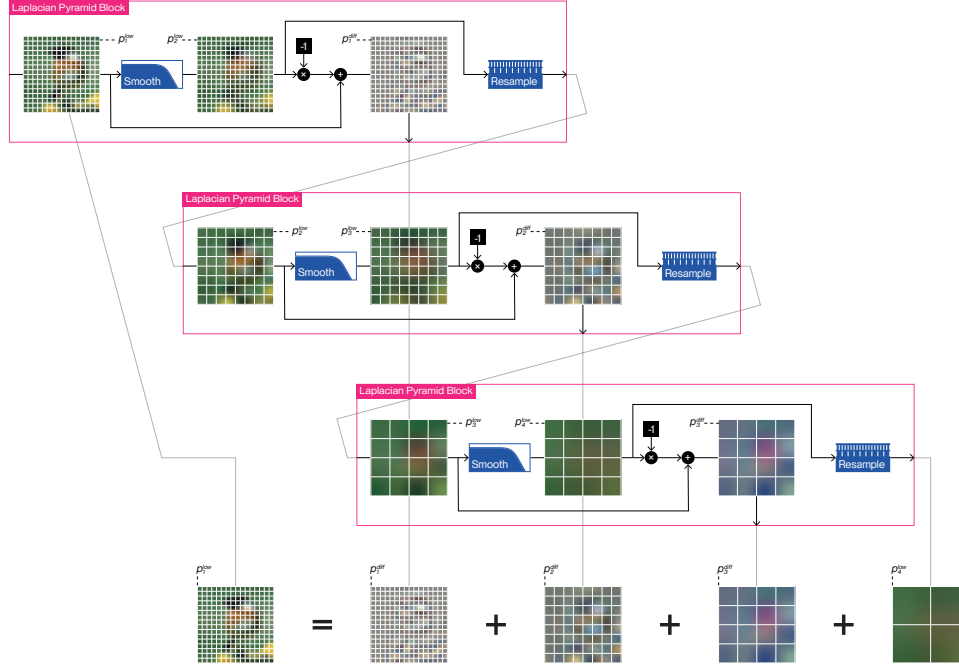 Laplacian Pyramid Block
p₁ˡᵒʷ p₂ˡᵒʷ -1 p₁ᵈⁱᶠᶠ
Smooth × + Resample
Laplacian Pyramid Block
p₂ˡᵒʷ p₃ˡᵒʷ -1 p₂ᵈⁱᶠᶠ
Smooth × + Resample
Laplacian Pyramid Block
p₃ˡᵒʷ p₄ˡᵒʷ -1 p₃ᵈⁱᶠᶠ
Smooth × + Resample
p₁ˡᵒʷ p₁ᵈⁱᶠᶠ p₂ᵈⁱᶠᶠ p₃ᵈⁱᶠᶠ p₄ˡᵒʷ
= + + +